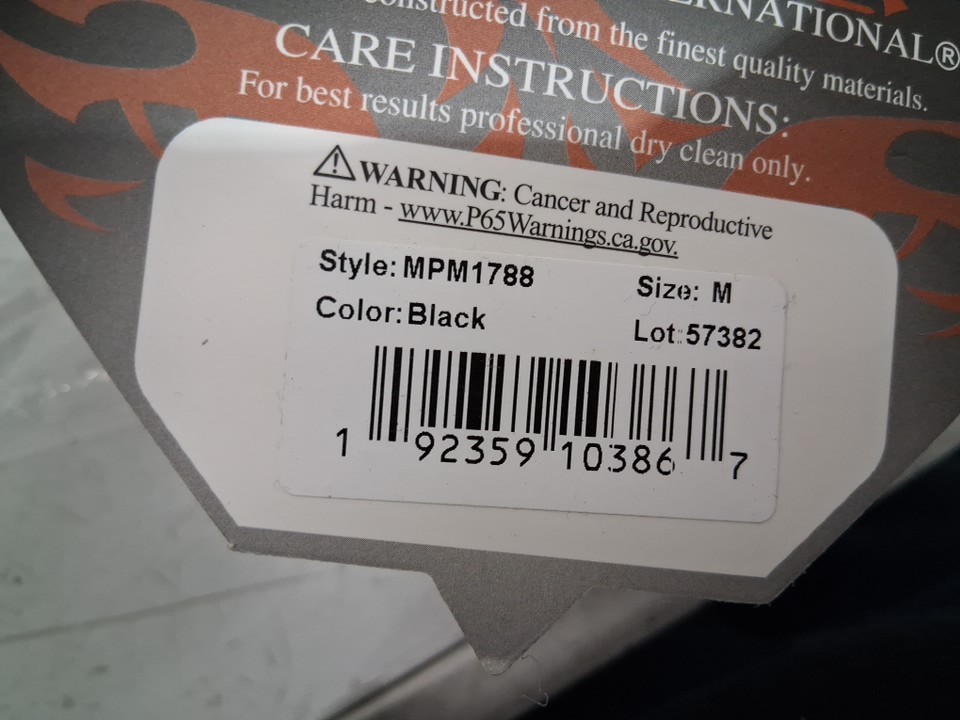 ERNATIONAL®
constructed from the finest quality materials.
CARE INSTRUCTIONS:
For best results professional dry clean only.
⚠WARNING: Cancer and Reproductive
Harm - www.P65Warnings.ca.gov.
Style: MPM1788 Size: M
Color: Black Lot: 57382
1 92359 10386 7